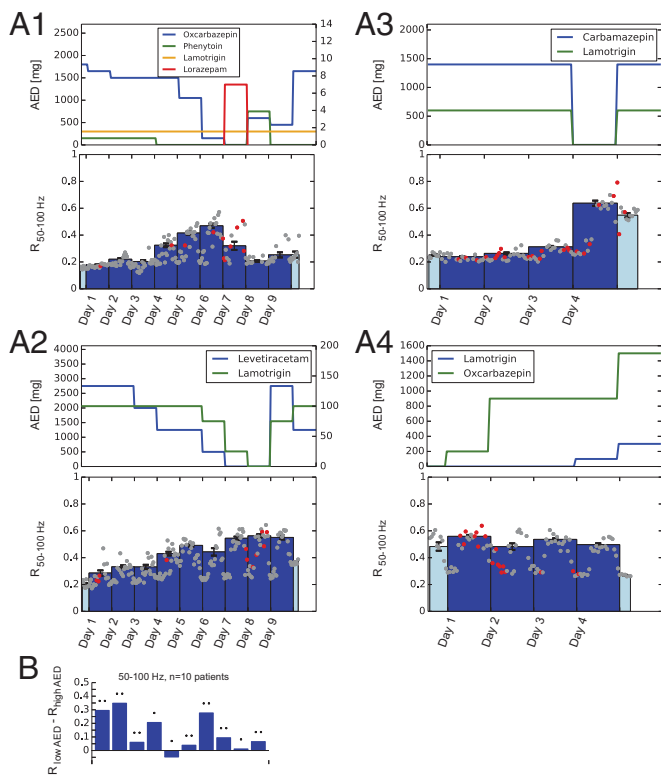 A1
AED [mg]
2500
2000
1500
1000
500
0
14
12
10
8
6
4
2
0
Oxcarbazepin
Phenytoin
Lamotrigin
Lorazepam
R 50-100 Hz
1
0.8
0.6
0.4
0.2
0
Day 1
Day 2
Day 3
Day 4
Day 5
Day 6
Day 7
Day 8
Day 9
A3
AED [mg]
2500
2000
1500
1000
500
0
Carbamazepin
Lamotrigin
R 50-100 Hz
1
0.8
0.6
0.4
0.2
0
Day 1
Day 2
Day 3
Day 4
A2
AED [mg]
4000
3500
3000
2500
2000
1500
1000
500
0
200
150
100
50
0
Levetiracetam
Lamotrigin
R 50-100 Hz
1
0.8
0.6
0.4
0.2
0
Day 1
Day 2
Day 3
Day 4
Day 5
Day 6
Day 7
Day 8
Day 9
A4
AED [mg]
1600
1400
1200
1000
800
600
400
200
0
Lamotrigin
Oxcarbazepin
R 50-100 Hz
1
0.8
0.6
0.4
0.2
0
Day 1
Day 2
Day 3
Day 4
B
50-100 Hz, n=10 patients
R low AED - R high AED
0.5
0.4
0.3
0.2
0.1
0